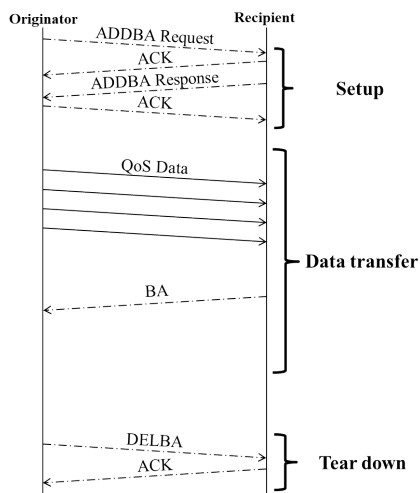 Originator
Recipient
ADDBA Request
ACK
ADDBA Response
ACK
Setup
QoS Data
Data transfer
BA
DELBA
ACK
Tear down